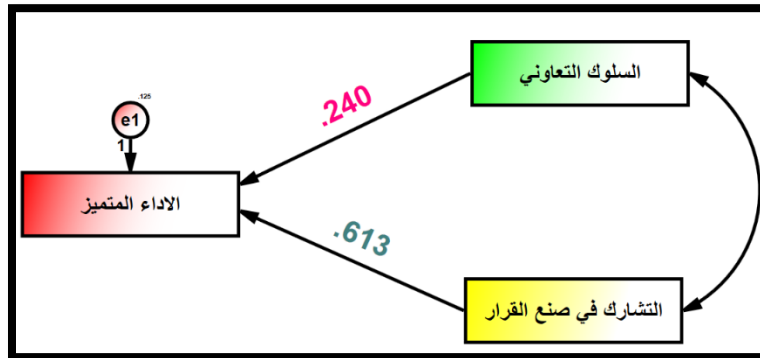 السلوك التعاوني
.125
e1
.240
1
الاداء المتميز
.613
التشارك في صنع القرار